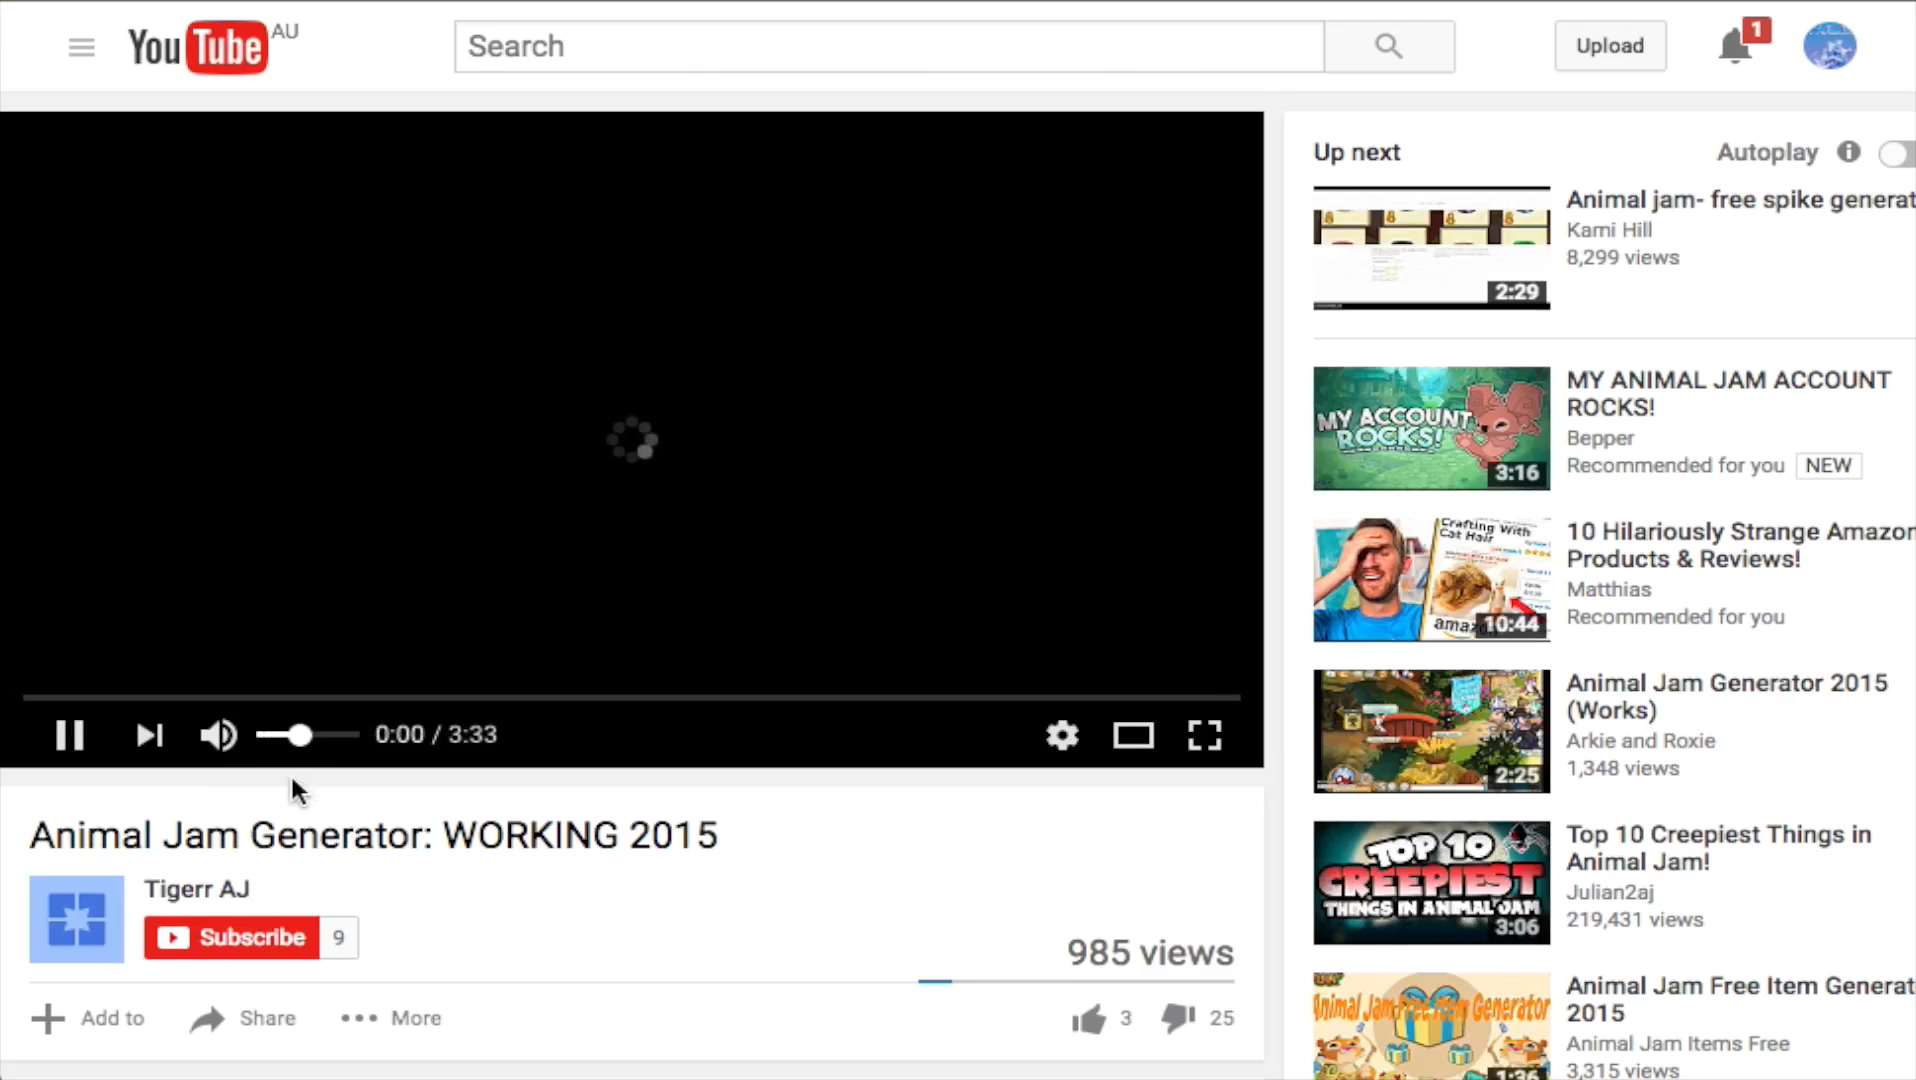 YouTube AU
Search
Upload
1
Up next
Autoplay
Animal jam- free spike generat
Kami Hill
8,299 views
2:29
MY ANIMAL JAM ACCOUNT
ROCKS!
Bepper
Recommended for you NEW
MY ACCOUNT
ROCKS!
3:16
10 Hilariously Strange Amazon
Products & Reviews!
Matthias
Recommended for you
Crafting With
Cat Hair
10:44
Animal Jam Generator 2015
(Works)
Arkie and Roxie
1,348 views
2:25
Top 10 Creepiest Things in
Animal Jam!
Julian2aj
219,431 views
TOP 10
CREEPIEST
THINGS IN ANIMAL JAM
3:06
Animal Jam Free Item Generat
2015
Animal Jam Items Free
3,315 views
Animal Jam Free Item Generator
1:36
0:00 / 3:33
Animal Jam Generator: WORKING 2015
Tigerr AJ
Subscribe 9
985 views
Add to Share More
3 25